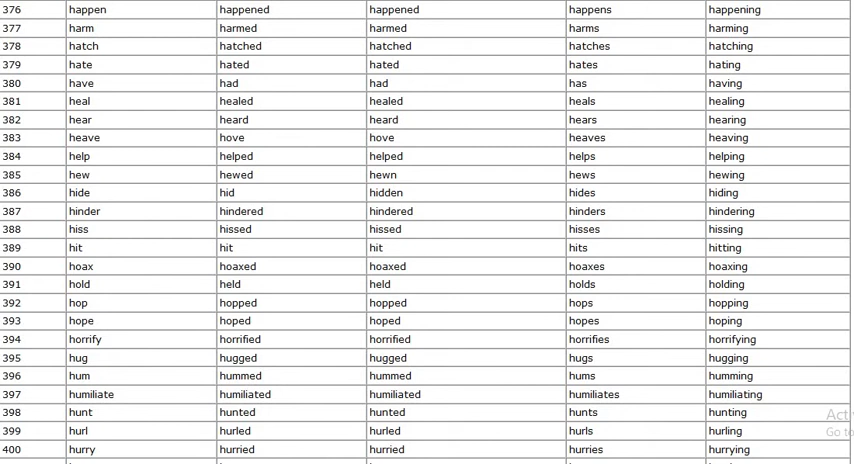 376 happen happened happened happens happening
377 harm harmed harmed harms harming
378 hatch hatched hatched hatches hatching
379 hate hated hated hates hating
380 have had had has having
381 heal healed healed heals healing
382 hear heard heard hears hearing
383 heave hove hove heaves heaving
384 help helped helped helps helping
385 hew hewed hewn hews hewing
386 hide hid hidden hides hiding
387 hinder hindered hindered hinders hindering
388 hiss hissed hissed hisses hissing
389 hit hit hit hits hitting
390 hoax hoaxed hoaxed hoaxes hoaxing
391 hold held held holds holding
392 hop hopped hopped hops hopping
393 hope hoped hoped hopes hoping
394 horrify horrified horrified horrifies horrifying
395 hug hugged hugged hugs hugging
396 hum hummed hummed hums humming
397 humiliate humiliated humiliated humiliates humiliating
398 hunt hunted hunted hunts hunting
399 hurl hurled hurled hurls hurling
400 hurry hurried hurried hurries hurrying
Go to